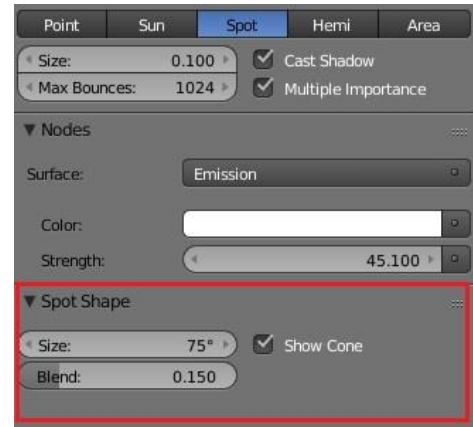 Point Sun Spot Hemi Area
Size: 0.100 Cast Shadow
Max Bounces: 1024 Multiple Importance
Nodes
Surface: Emission
Color:
Strength: 45.100
Spot Shape
Size: 75° Show Cone
Blend: 0.150